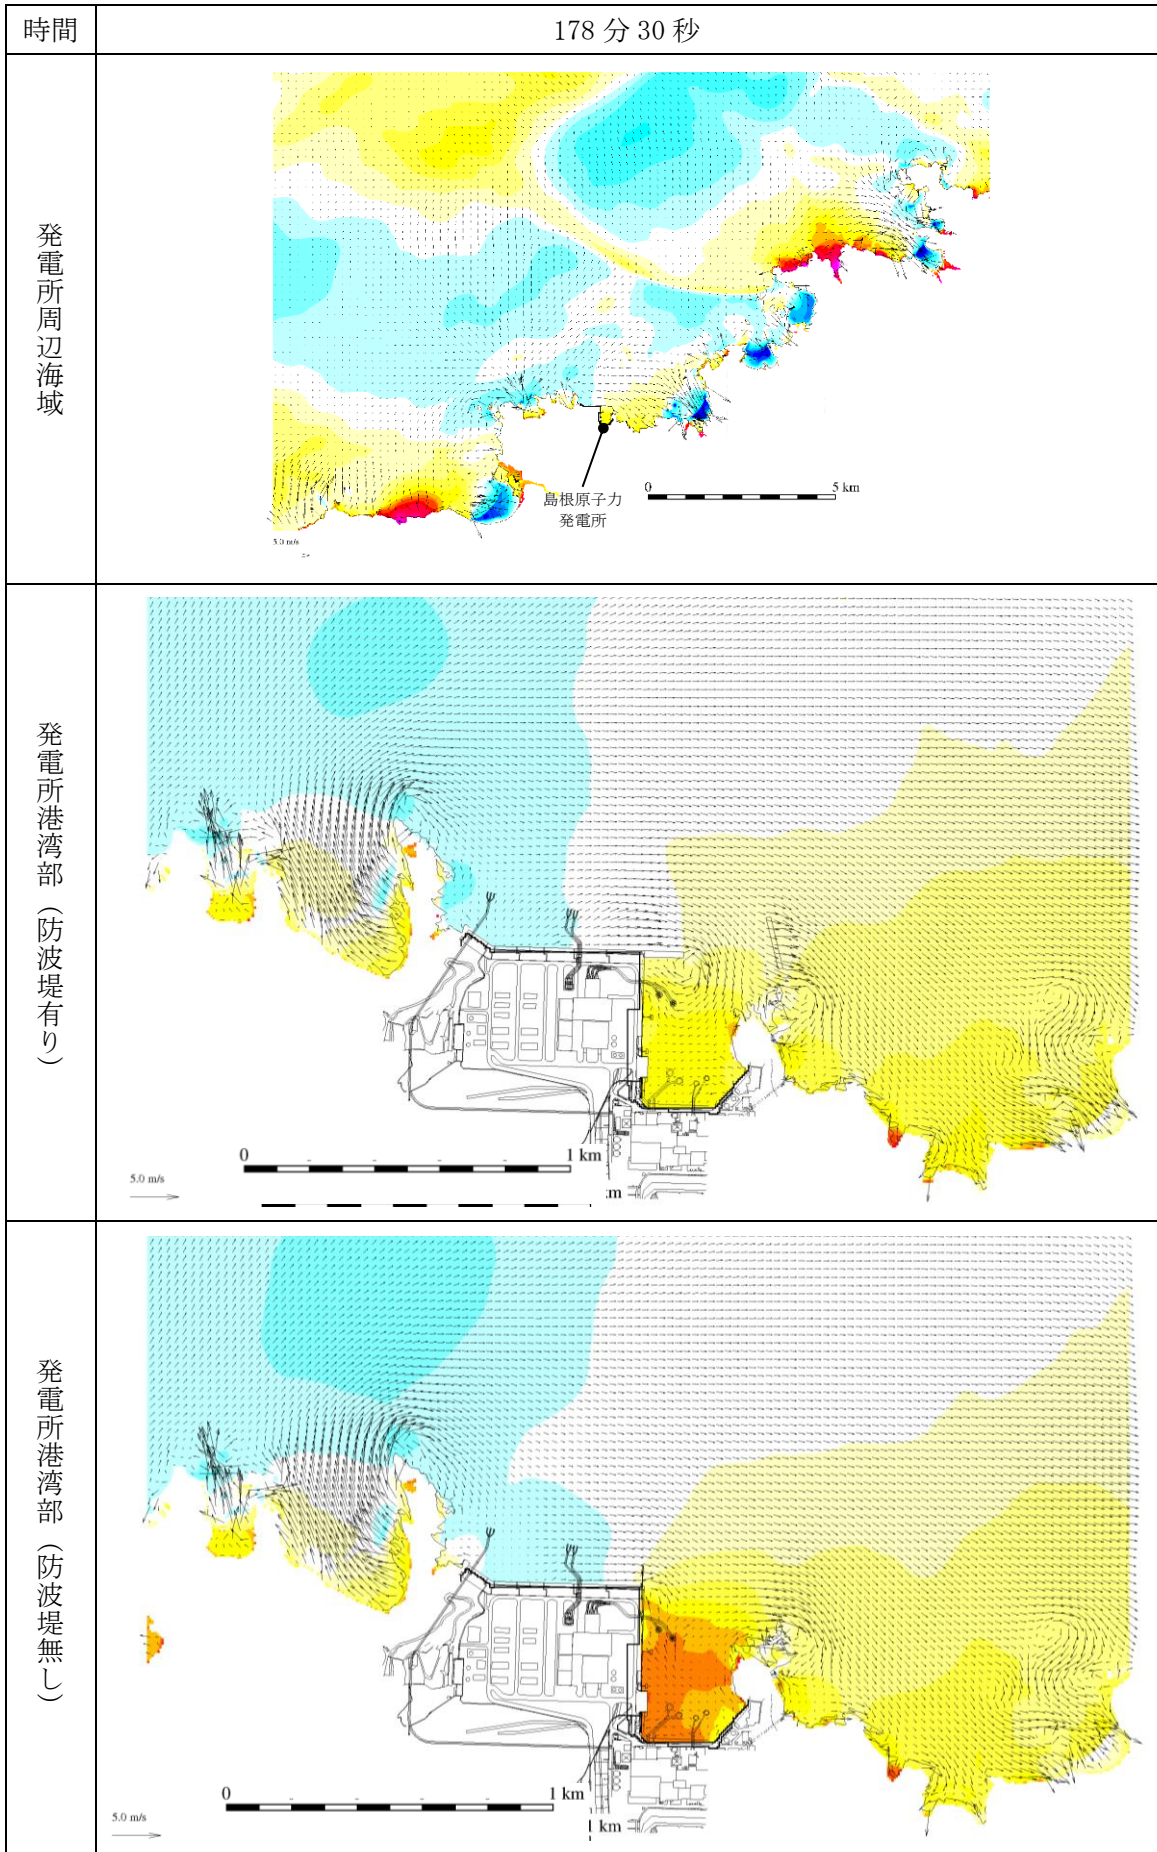 時間
178 分 30 秒
発電所周辺海域
島根原子力
発電所
0
5 km
5.0 m/s
発電所港湾部（防波堤有り）
0
1 km
5.0 m/s
km
発電所港湾部（防波堤無し）
0
1 km
5.0 m/s
km